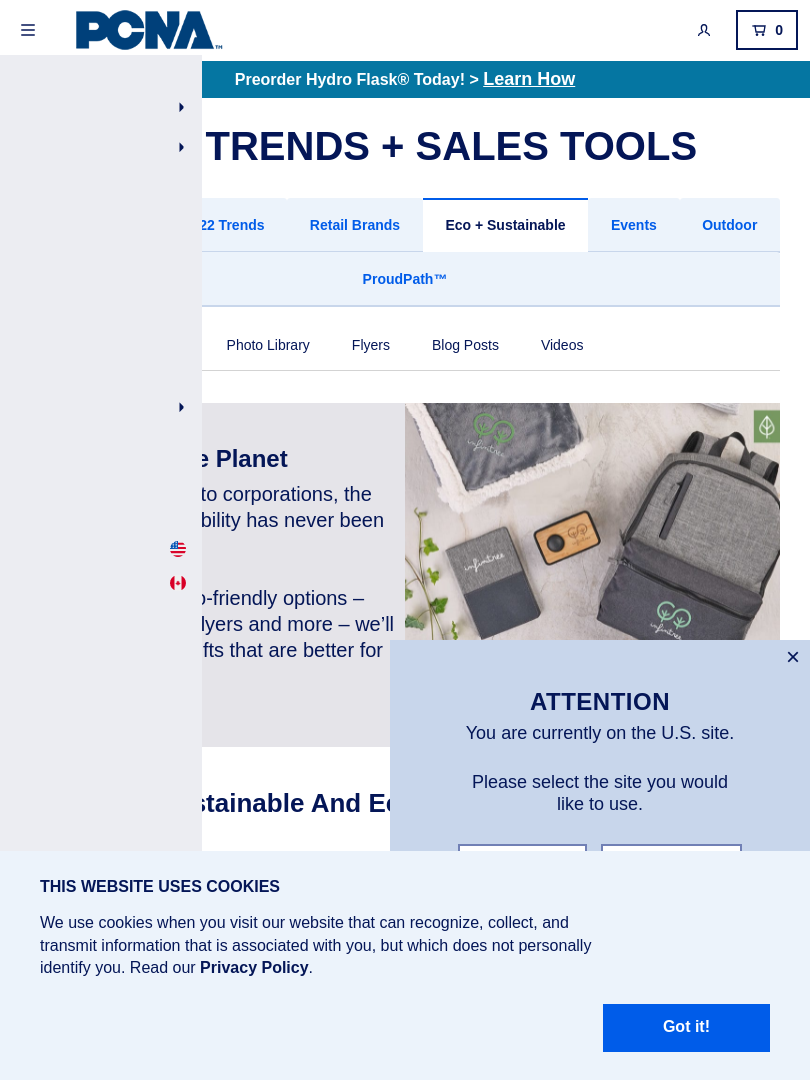 PCNA™
0
Preorder Hydro Flask® Today! > Learn How
TRENDS + SALES TOOLS
22 Trends
Retail Brands
Eco + Sustainable
Events
Outdoor
ProudPath™
Photo Library
Flyers
Blog Posts
Videos
e Planet
to corporations, the
bility has never been
o-friendly options –
lyers and more – we'll
fts that are better for
infinitree
infinitree
infinitree
infinitree
×
ATTENTION
You are currently on the U.S. site.
Please select the site you would
like to use.
stainable And Ec
THIS WEBSITE USES COOKIES
We use cookies when you visit our website that can recognize, collect, and
transmit information that is associated with you, but which does not personally
identify you. Read our Privacy Policy.
Got it!